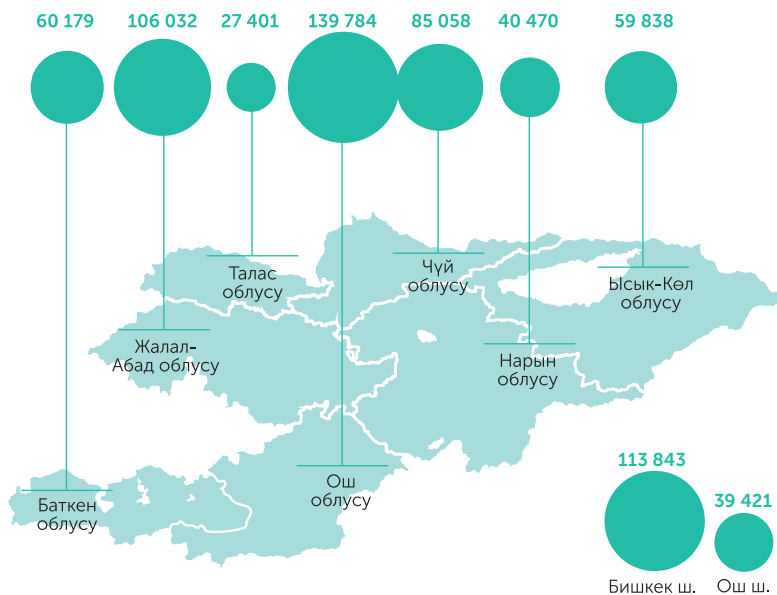 60 179
106 032
27 401
139 784
85 058
40 470
59 838
Талас
облусу
Чүй
облусу
Ысык-Көл
облусу
Жалал-
Абад облусу
Нарын
облусу
Ош
облусу
Баткен
облусу
113 843
39 421
Бишкек ш.
Ош ш.